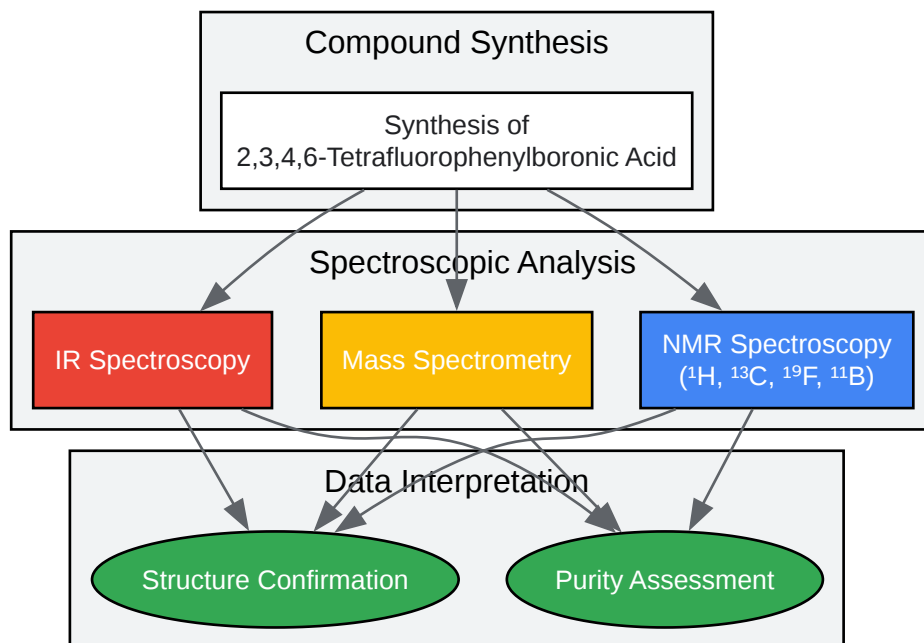 Compound Synthesis
Synthesis of
2,3,4,6-Tetrafluorophenylboronic Acid
Spectroscopic Analysis
IR Spectroscopy
Mass Spectrometry
NMR Spectroscopy
(¹H, ¹³C, ¹⁹F, ¹¹B)
Data Interpretation
Structure Confirmation
Purity Assessment